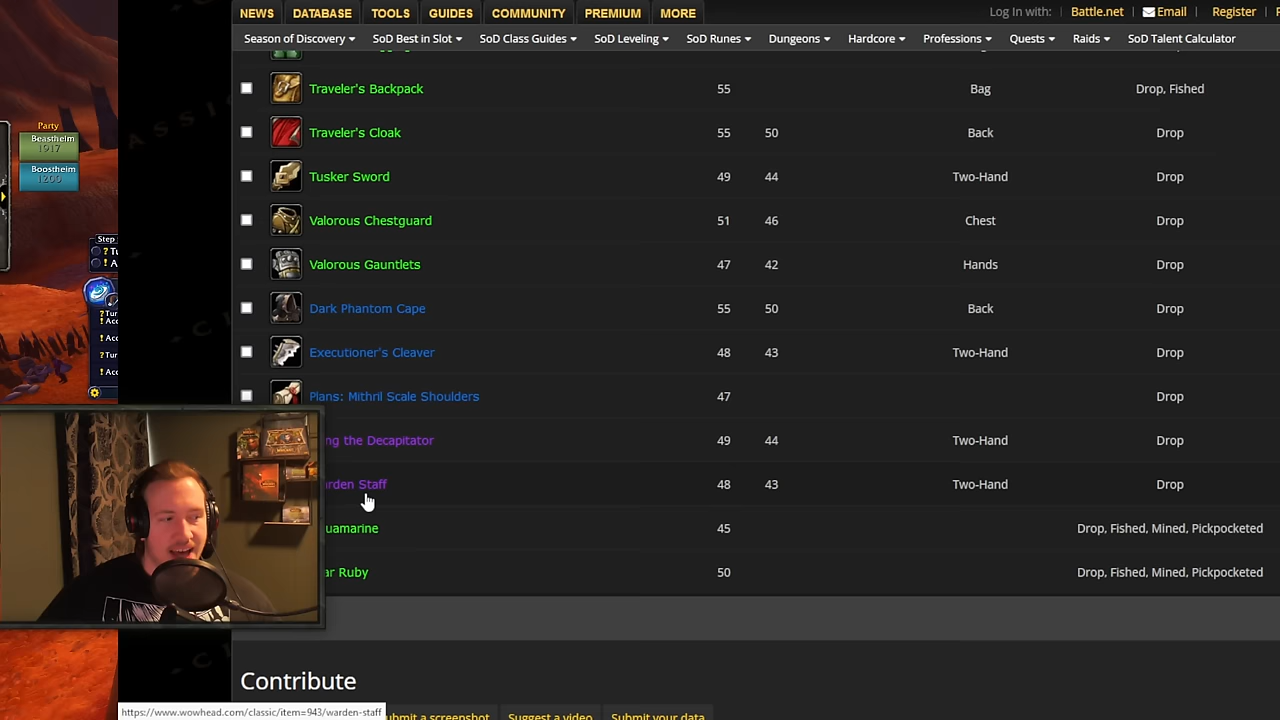 NEWS DATABASE TOOLS GUIDES COMMUNITY PREMIUM MORE Log In with: Battle.net Email Register
Season of Discovery SoD Best in Slot SoD Class Guides SoD Leveling SoD Runes Dungeons Hardcore Professions Quests Raids SoD Talent Calculator
Traveler's Backpack 55 Bag Drop, Fished
Party
Beastheim
1917
Boostheim
1200
Traveler's Cloak 55 50 Back Drop
Tusker Sword 49 44 Two-Hand Drop
Valorous Chestguard 51 46 Chest Drop
Step
Valorous Gauntlets 47 42 Hands Drop
Dark Phantom Cape 55 50 Back Drop
Executioner's Cleaver 48 43 Two-Hand Drop
Plans: Mithril Scale Shoulders 47 Drop
ng the Decapitator 49 44 Two-Hand Drop
rden Staff 48 43 Two-Hand Drop
uamarine 45 Drop, Fished, Mined, Pickpocketed
ar Ruby 50 Drop, Fished, Mined, Pickpocketed
Contribute
https://www.wowhead.com/classic/item=943/warden-staff
ubmit a screenshot Suggest a video Submit your data